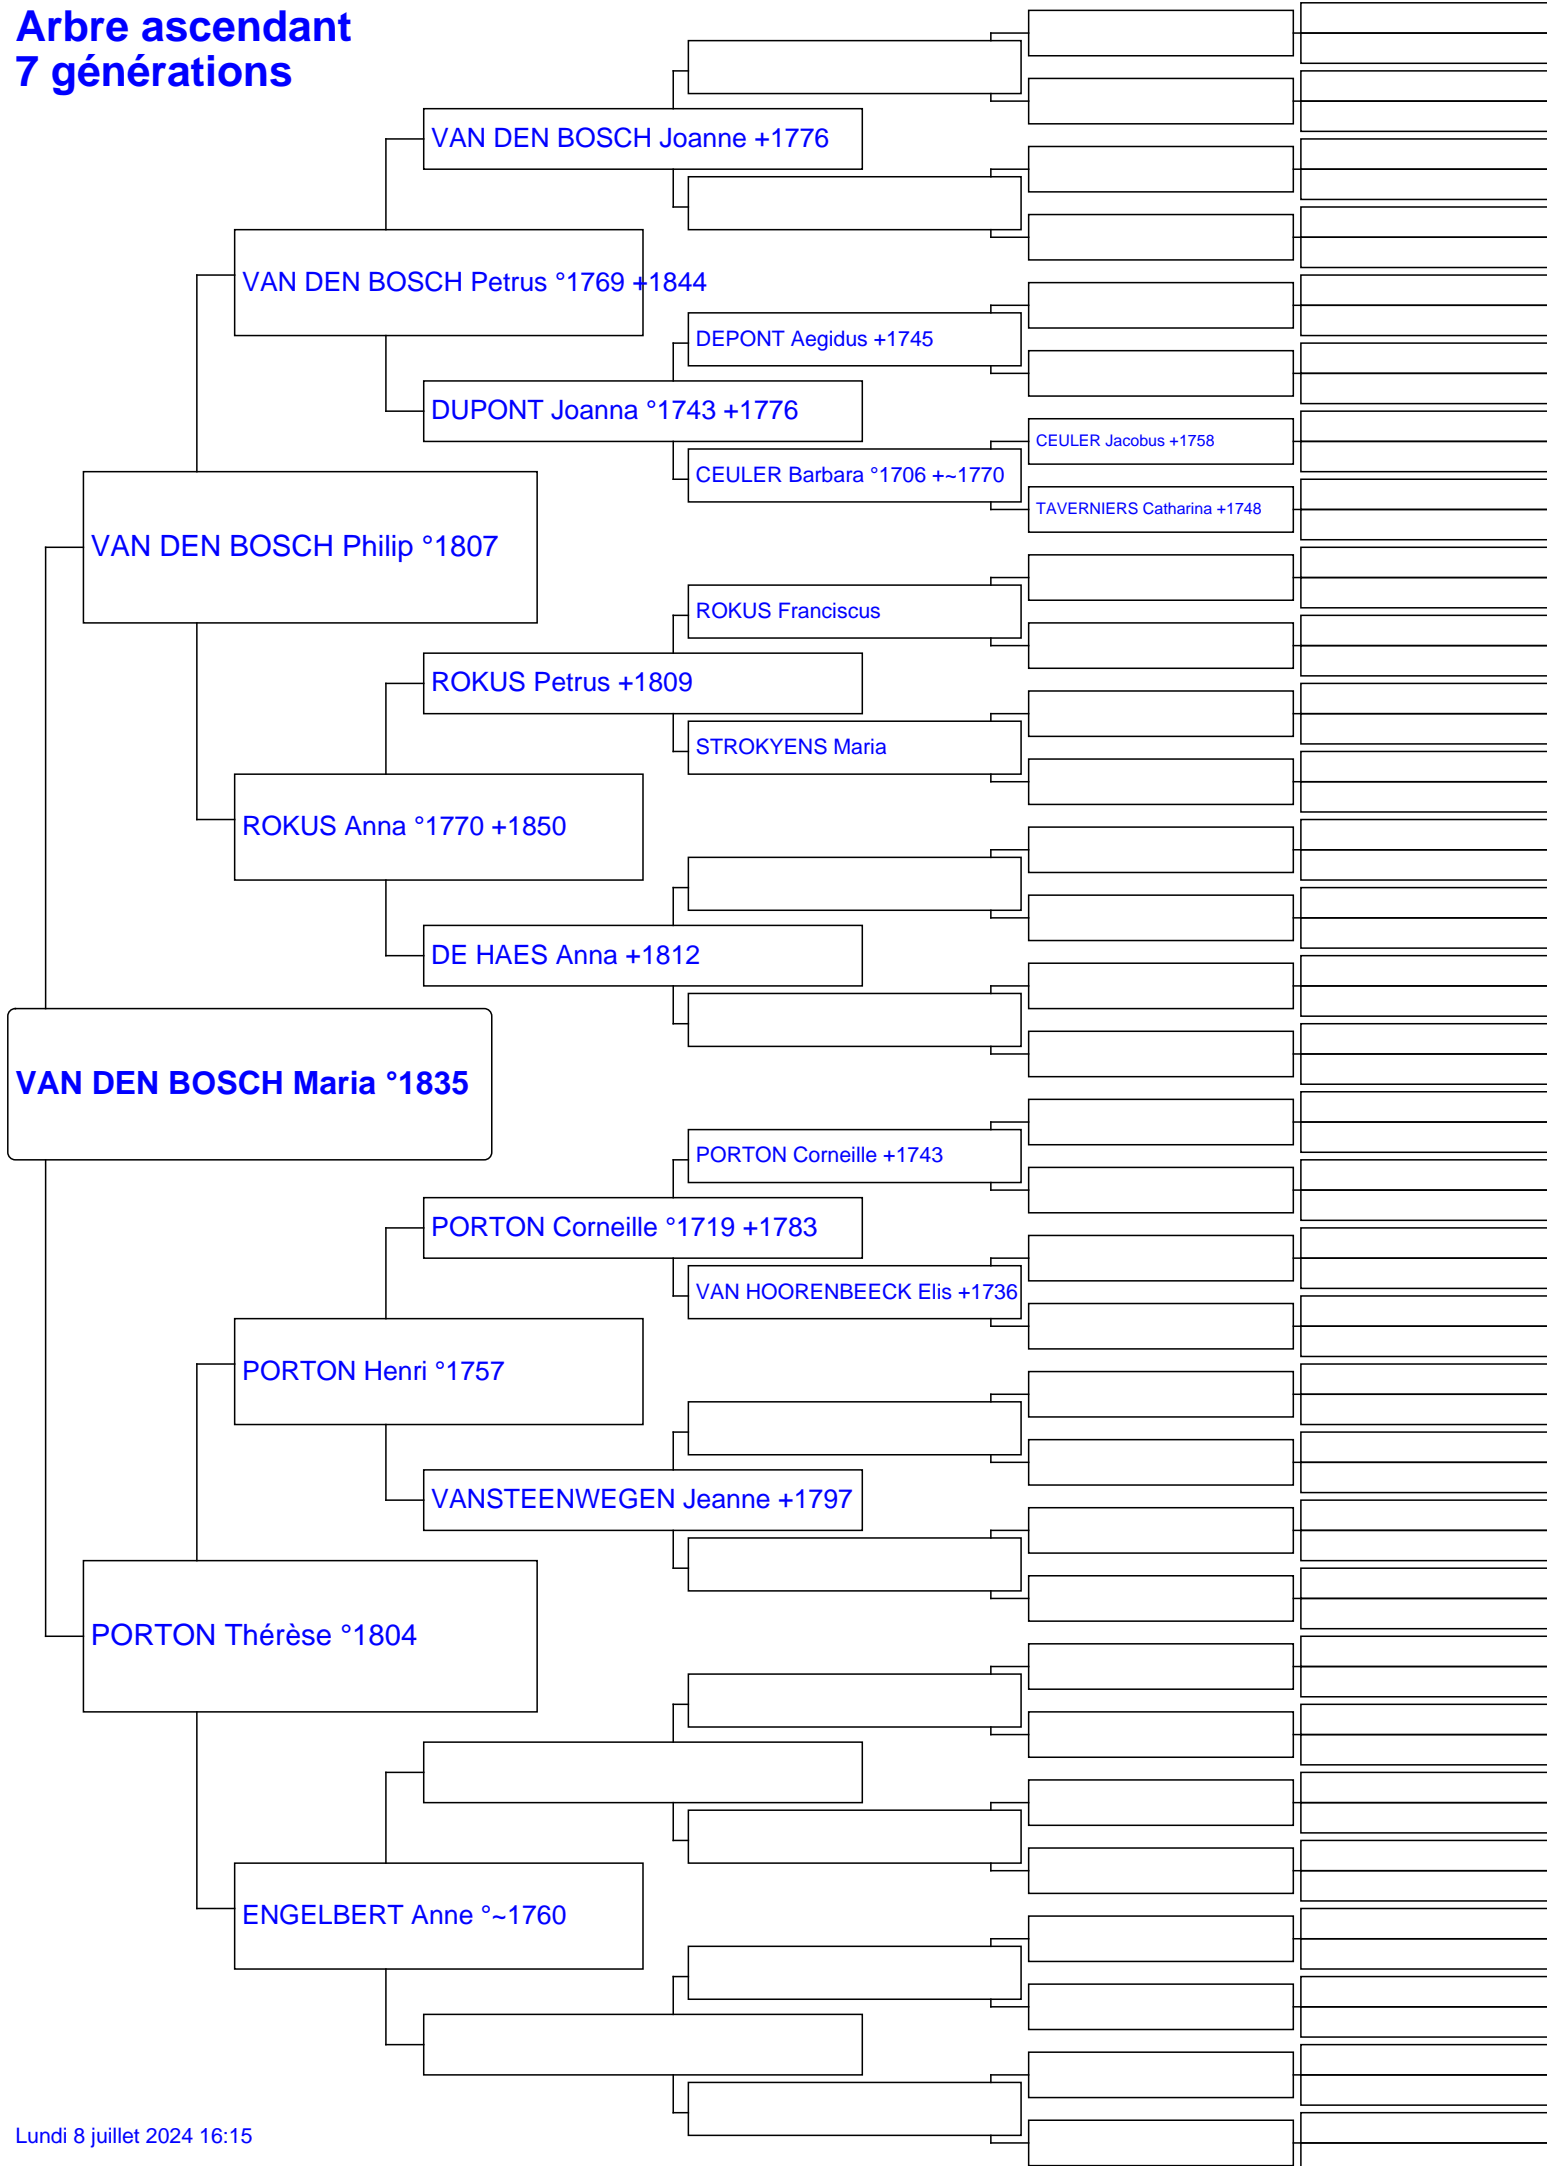 Arbre ascendant
7 générations
VAN DEN BOSCH Joanne +1776
VAN DEN BOSCH Petrus °1769 +1844
DEPONT Aegidus +1745
DUPONT Joanna °1743 +1776
CEULER Jacobus +1758
CEULER Barbara °1706 +~1770
TAVERNIERS Catharina +1748
VAN DEN BOSCH Philip °1807
ROKUS Franciscus
ROKUS Petrus +1809
STROKYENS Maria
ROKUS Anna °1770 +1850
DE HAES Anna +1812
VAN DEN BOSCH Maria °1835
PORTON Corneille +1743
PORTON Corneille °1719 +1783
VAN HOORENBEECK Elis +1736
PORTON Henri °1757
VANSTEENWEGEN Jeanne +1797
PORTON Thérèse °1804
ENGELBERT Anne °~1760
Lundi 8 juillet 2024 16:15